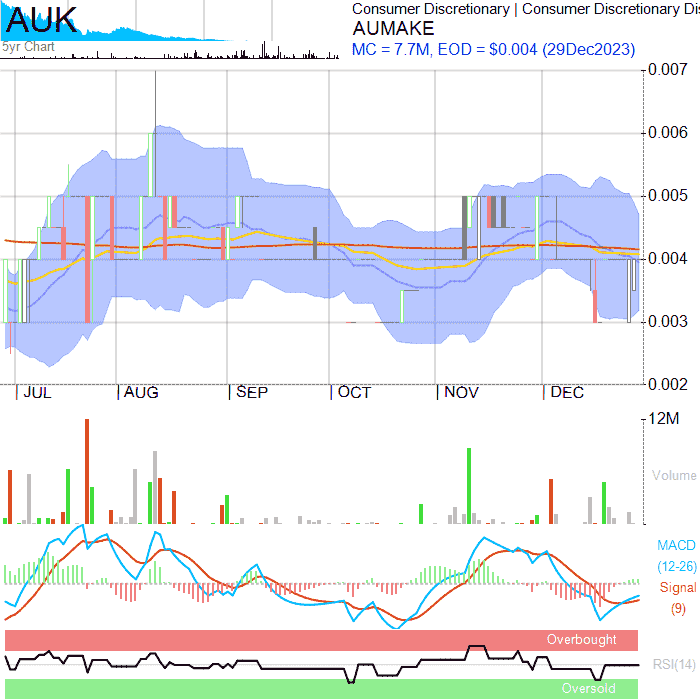 AUK
5yr Chart
Consumer Discretionary | Consumer Discretionary Dis
AUMAKE
MC = 7.7M, EOD = $0.004 (29Dec2023)
0.007
0.006
0.005
0.004
0.003
0.002
JUL AUG SEP OCT NOV DEC
12M
Volume
MACD
(12-26)
Signal
(9)
Overbought
RSI(14)
Oversold